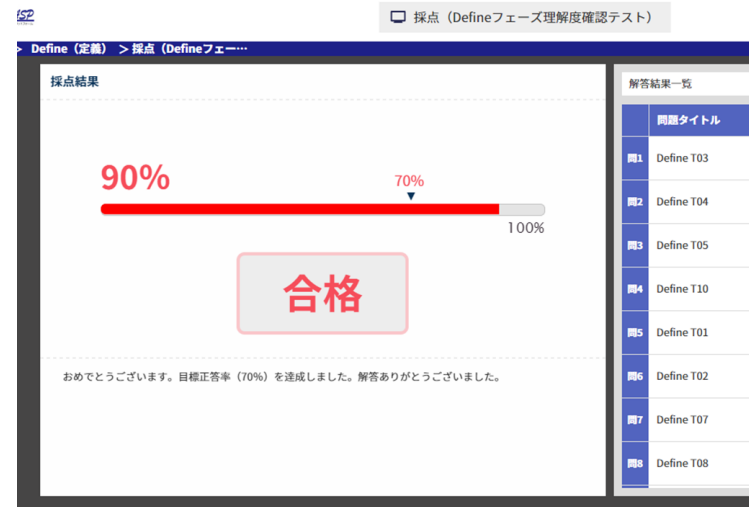 採点（Defineフェーズ理解度確認テスト）
> Define（定義） ＞採点（Defineフェー…
採点結果
90%
70%
▼
100%
合格
おめでとうございます。目標正答率（70%）を達成しました。解答ありがとうございました。
解答結果一覧
問題タイトル
問1 Define T03
問2 Define T04
問3 Define T05
問4 Define T10
問5 Define T01
問6 Define T02
問7 Define T07
問8 Define T08